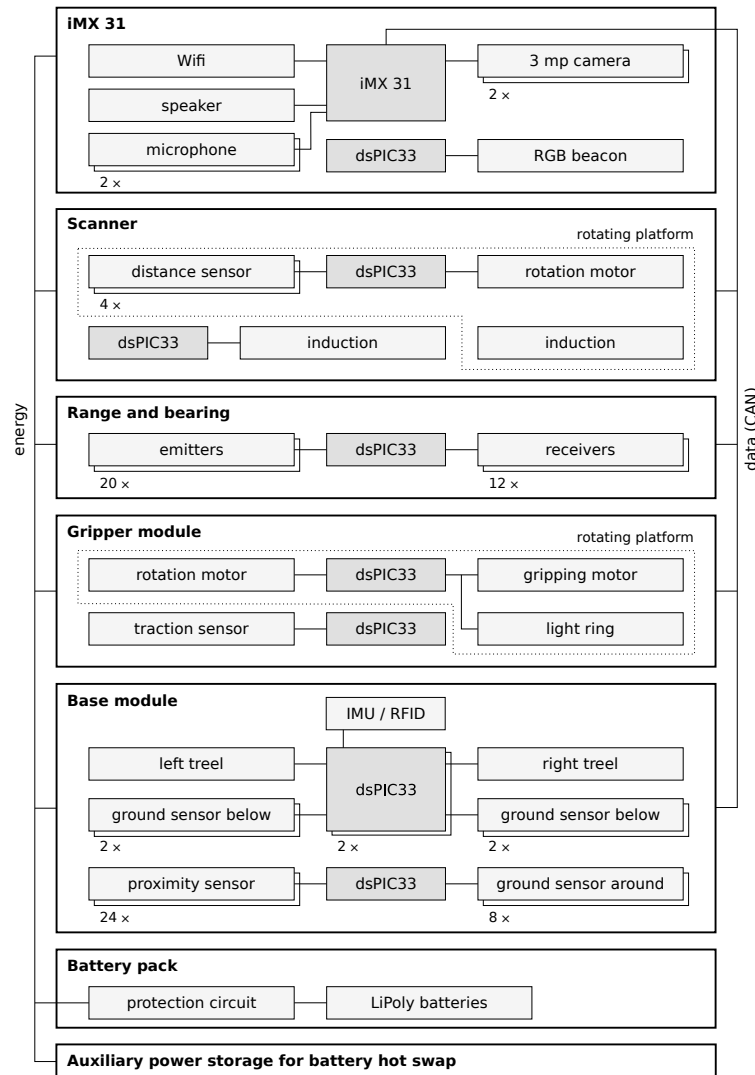 iMX 31
Wifi
iMX 31
3 mp camera
2 ×
speaker
microphone
2 ×
dsPIC33
RGB beacon
Scanner
rotating platform
distance sensor
4 ×
dsPIC33
rotation motor
dsPIC33
induction
induction
energy
data (CAN)
Range and bearing
emitters
20 ×
dsPIC33
receivers
12 ×
Gripper module
rotating platform
rotation motor
dsPIC33
gripping motor
traction sensor
dsPIC33
light ring
Base module
IMU / RFID
left treel
dsPIC33
2 ×
right treel
ground sensor below
2 ×
ground sensor below
2 ×
proximity sensor
24 ×
dsPIC33
ground sensor around
8 ×
Battery pack
protection circuit
LiPoly batteries
Auxiliary power storage for battery hot swap